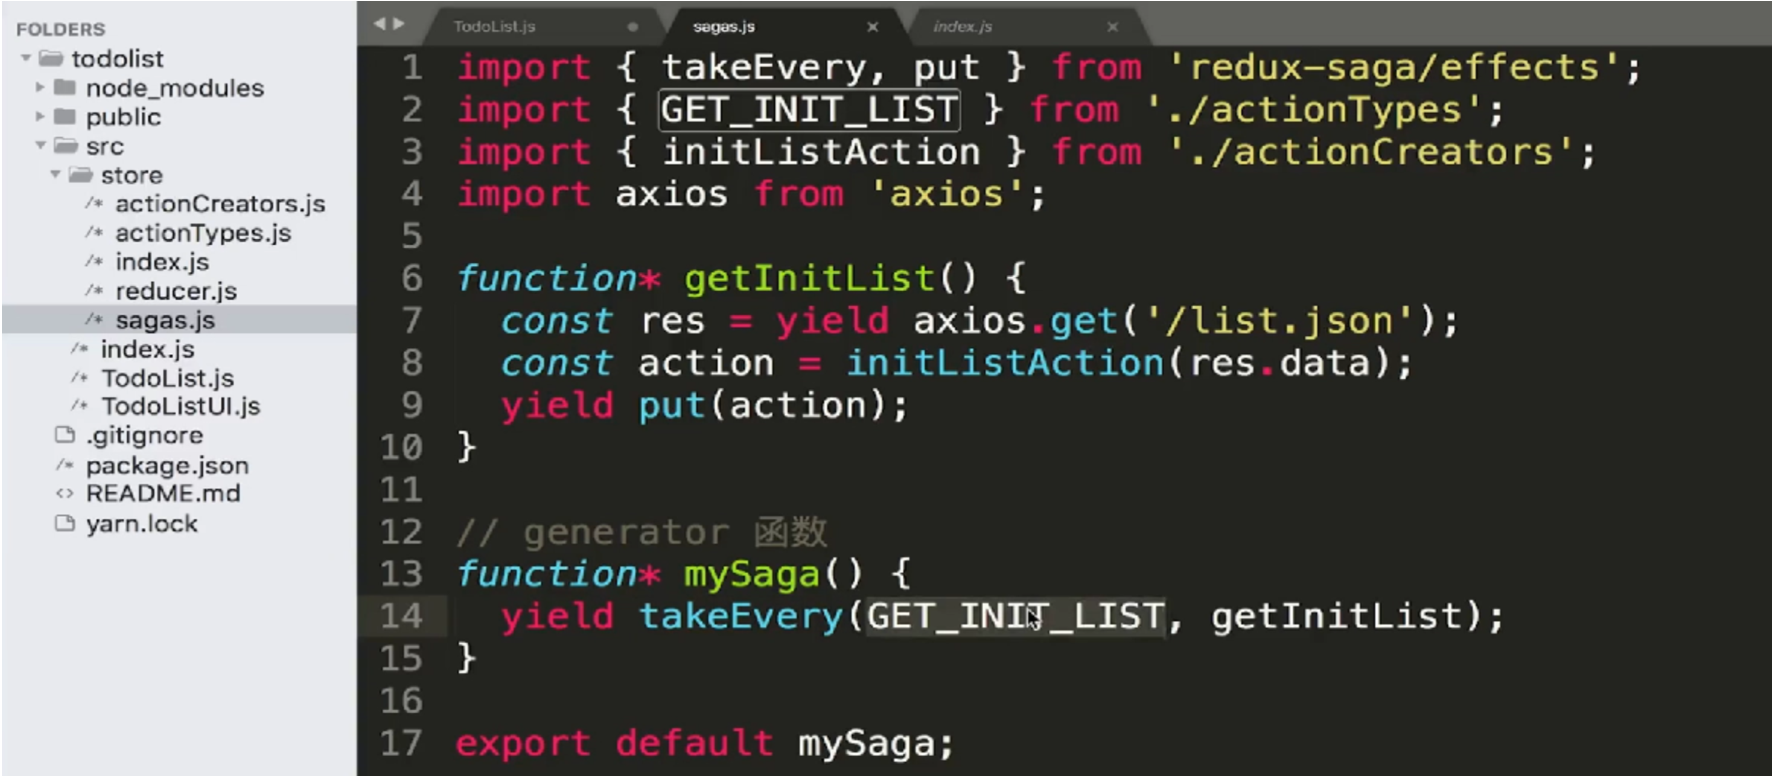 FOLDERS
todolist
node_modules
public
src
store
/* actionCreators.js
/* actionTypes.js
/* index.js
/* reducer.js
/* sagas.js
/* index.js
/* TodoList.js
/* TodoListUI.js
.gitignore
/* package.json
<> README.md
yarn.lock
TodoList.js
sagas.js
index.js
1 import { takeEvery, put } from 'redux-saga/effects';
2 import { GET_INIT_LIST } from './actionTypes';
3 import { initListAction } from './actionCreators';
4 import axios from 'axios';
5
6 function* getInitList() {
7 const res = yield axios.get('/list.json');
8 const action = initListAction(res.data);
9 yield put(action);
10 }
11
12 // generator 函数
13 function* mySaga() {
14 yield takeEvery(GET_INIT_LIST, getInitList);
15 }
16
17 export default mySaga;